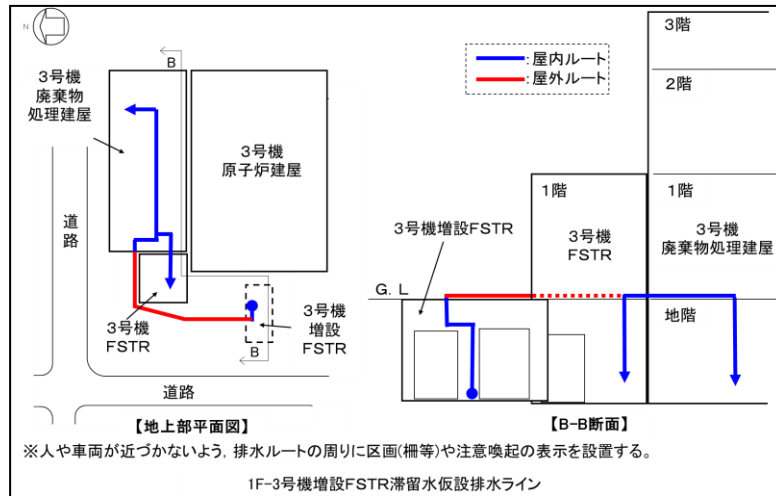 N
B
3号機
廃棄物
処理建屋
3号機
原子炉建屋
道路
3号機
FSTR
3号機
増設
FSTR
B
道路
【地上部平面図】
:屋内ルート
:屋外ルート
3階
2階
1階
1階
3号機増設FSTR
3号機
FSTR
3号機
廃棄物処理建屋
G.L
地階
【B-B断面】
※人や車両が近づかないよう, 排水ルートの周りに区画(柵等)や注意喚起の表示を設置する。
1F-3号機増設FSTR滞留水仮設排水ライン